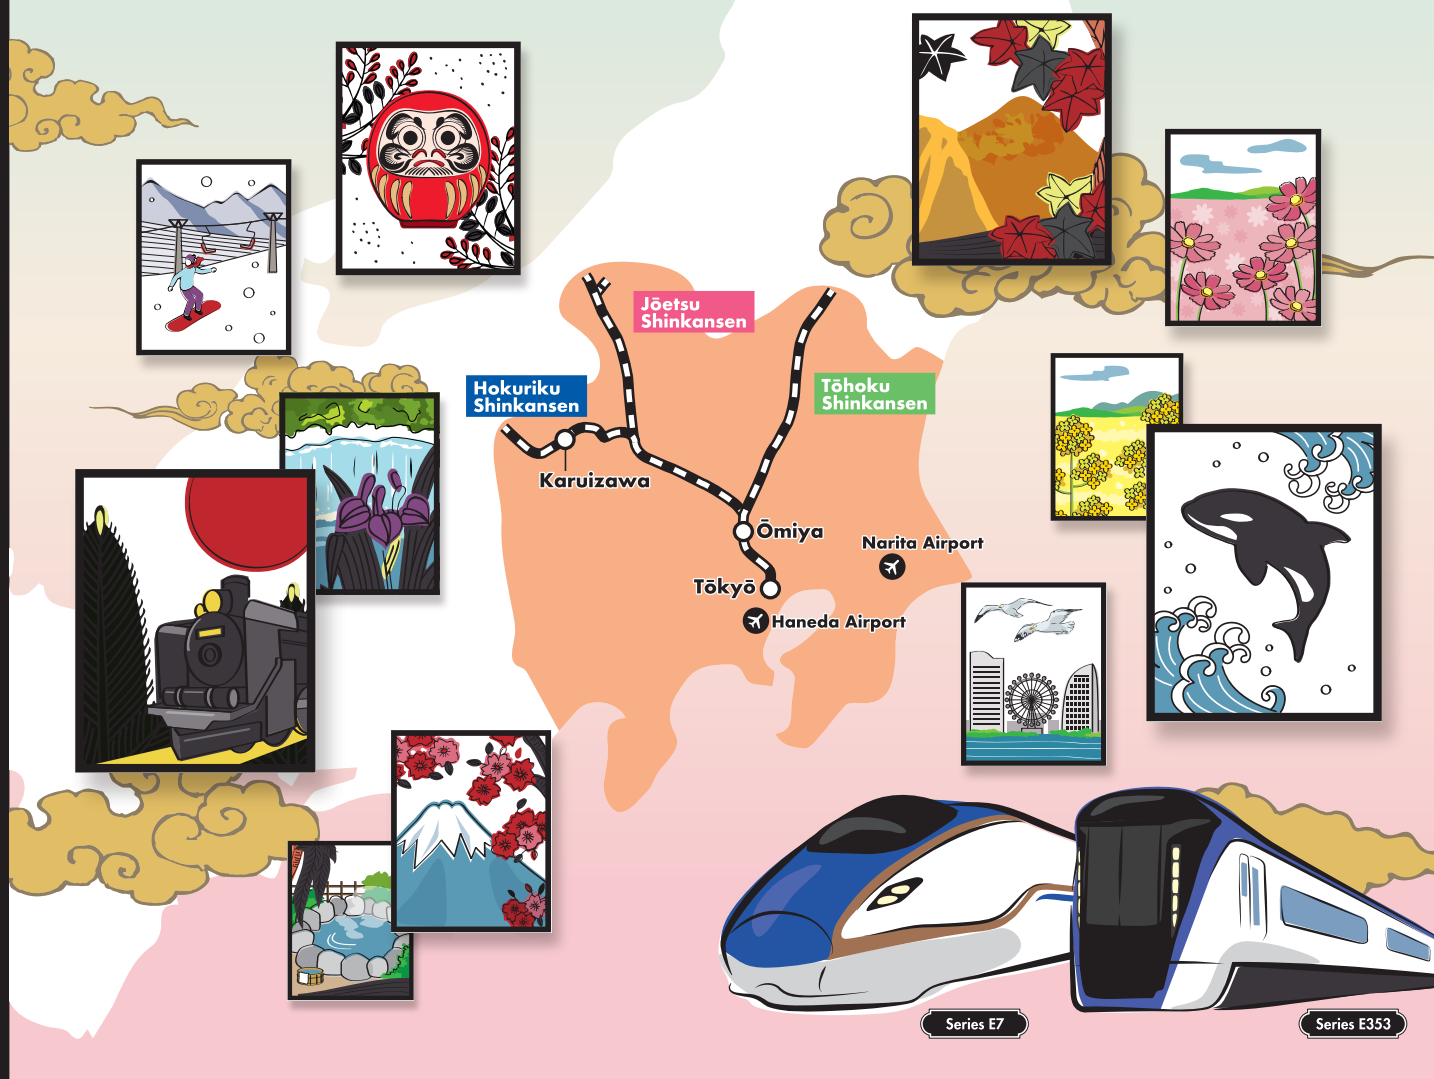 Jōetsu
Shinkansen
Hokuriku
Shinkansen
Tōhoku
Shinkansen
Karuizawa
Ōmiya
Narita Airport
Tōkyō
Haneda Airport
Series E7
Series E353